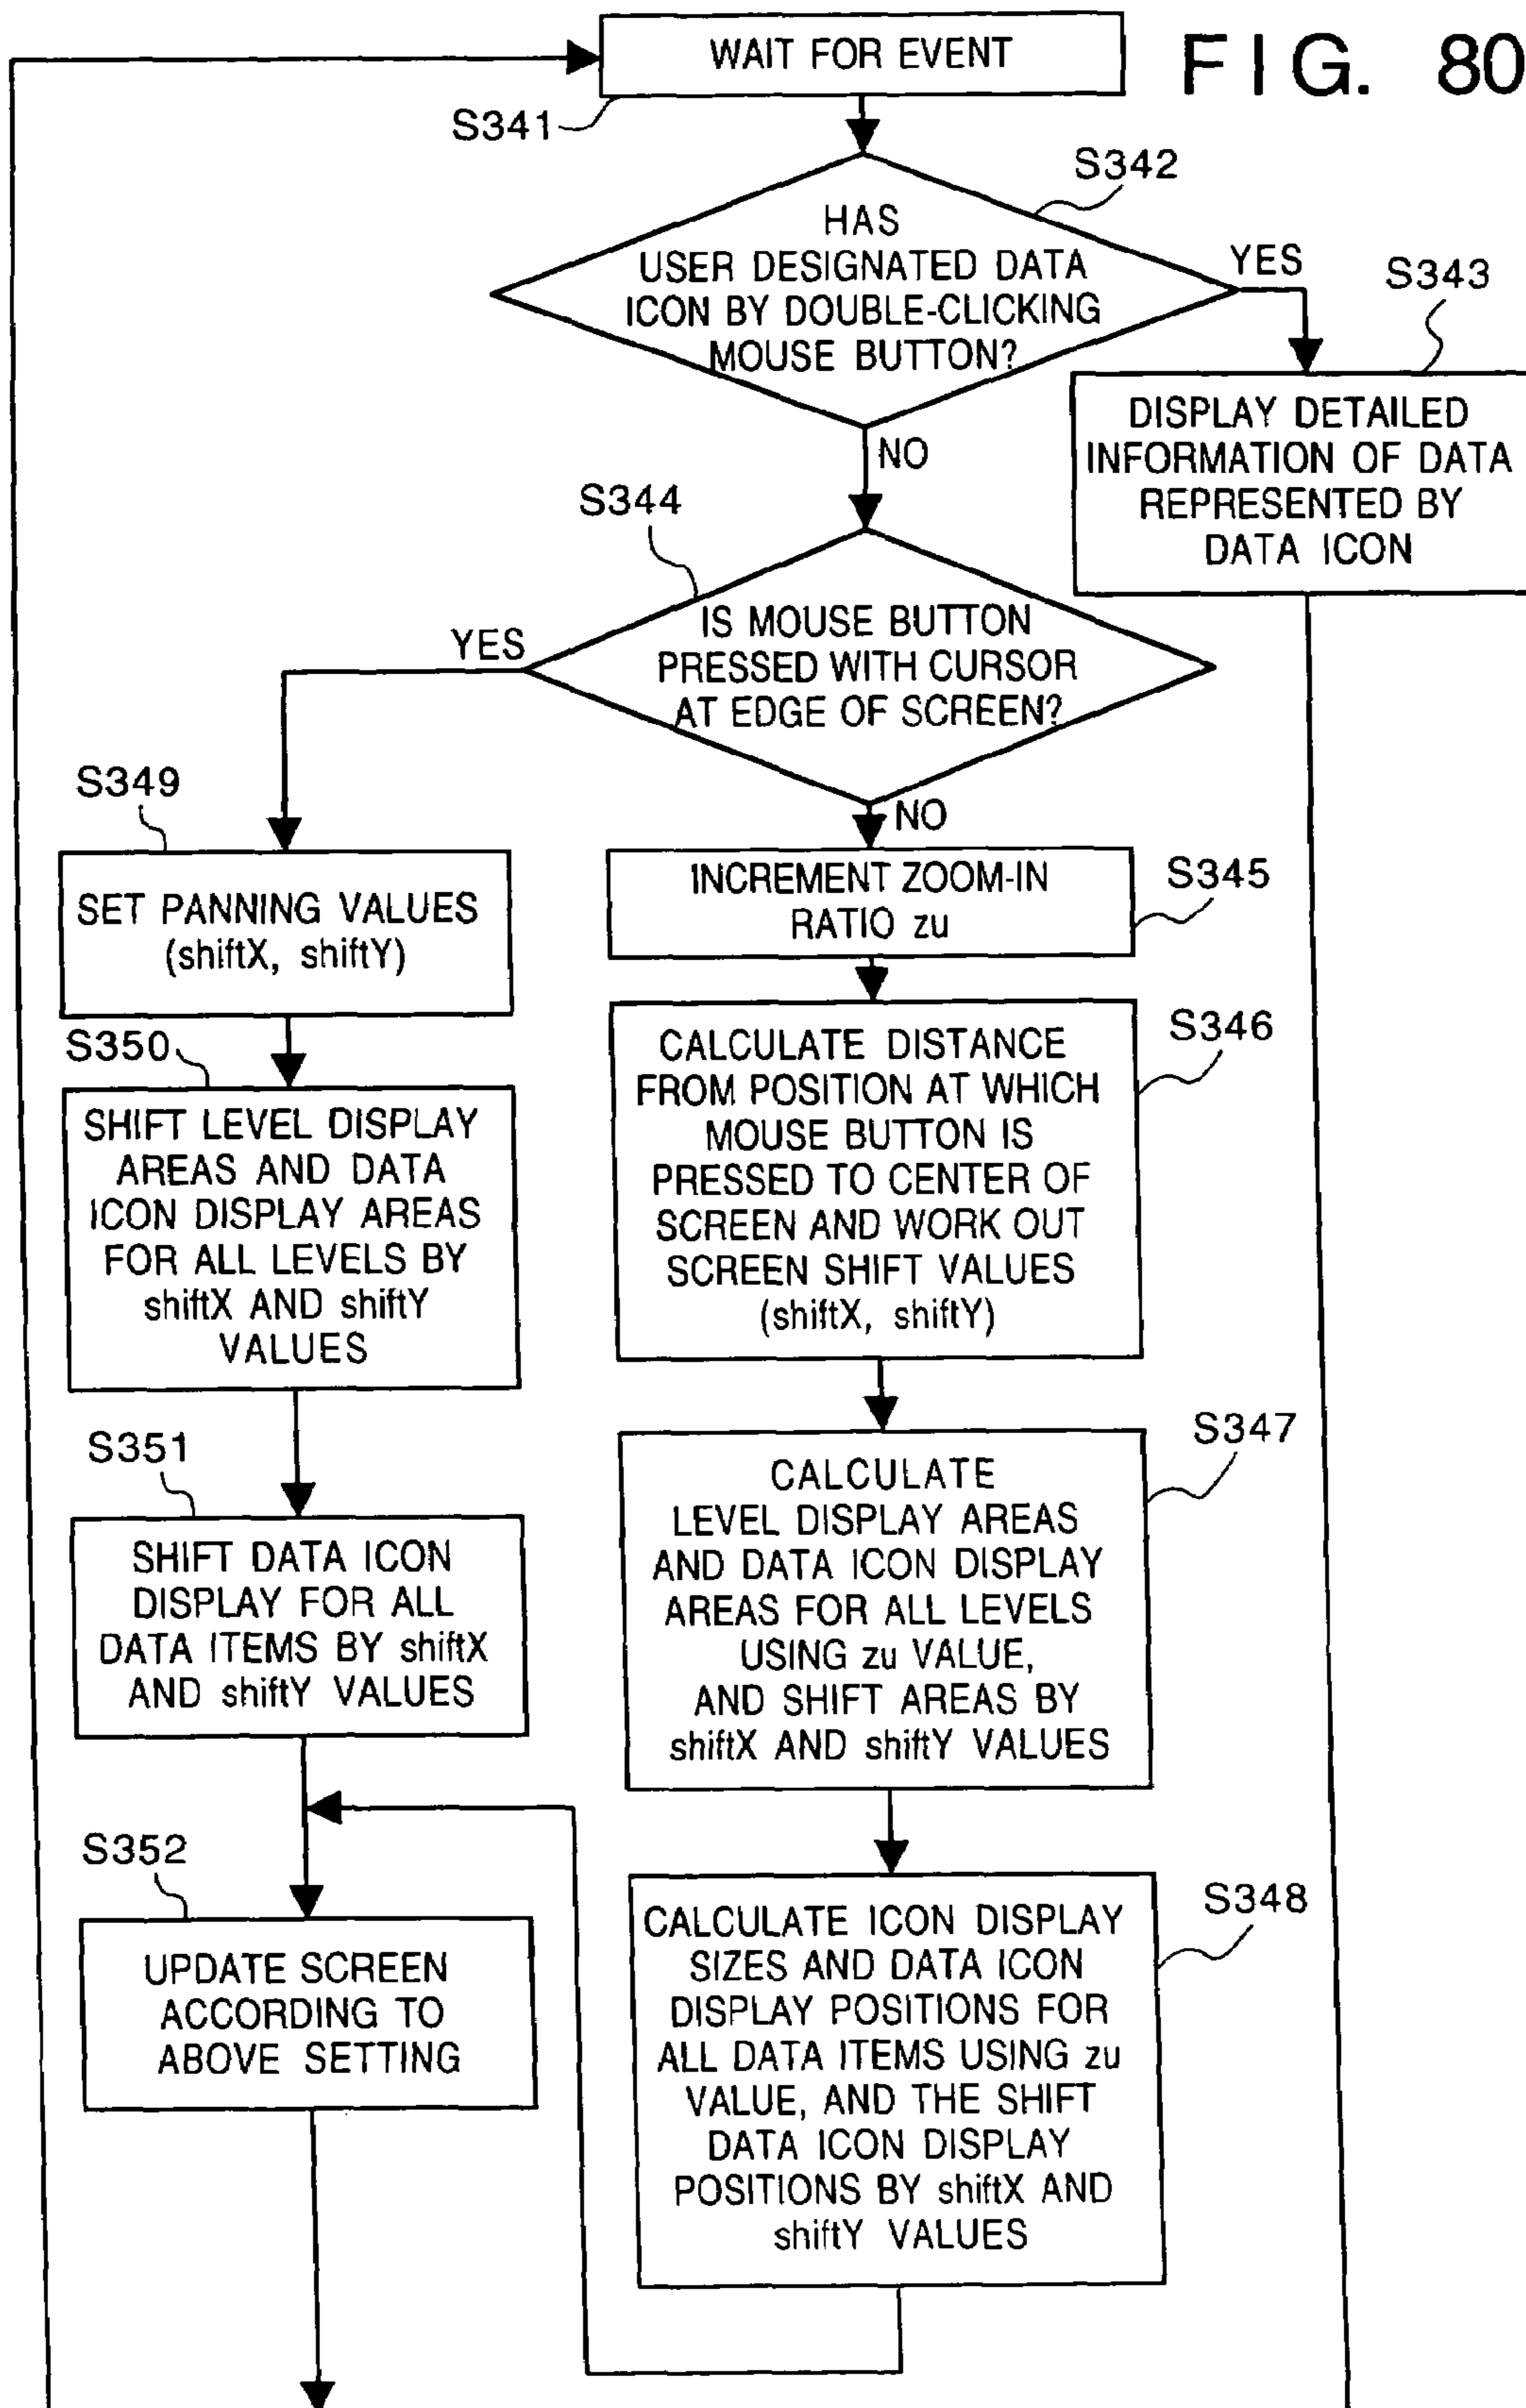 WAIT FOR EVENT
FIG. 80
S341
S342
HAS
USER DESIGNATED DATA
ICON BY DOUBLE-CLICKING
MOUSE BUTTON?
YES
S343
DISPLAY DETAILED
INFORMATION OF DATA
REPRESENTED BY
DATA ICON
NO
S344
IS MOUSE BUTTON
PRESSED WITH CURSOR
AT EDGE OF SCREEN?
YES
NO
S349
SET PANNING VALUES
(shiftX, shiftY)
INCREMENT ZOOM-IN
RATIO zu
S345
S350
SHIFT LEVEL DISPLAY
AREAS AND DATA
ICON DISPLAY AREAS
FOR ALL LEVELS BY
shiftX AND shiftY
VALUES
CALCULATE DISTANCE
FROM POSITION AT WHICH
MOUSE BUTTON IS
PRESSED TO CENTER OF
SCREEN AND WORK OUT
SCREEN SHIFT VALUES
(shiftX, shiftY)
S346
S351
SHIFT DATA ICON
DISPLAY FOR ALL
DATA ITEMS BY shiftX
AND shiftY VALUES
CALCULATE
LEVEL DISPLAY AREAS
AND DATA ICON DISPLAY
AREAS FOR ALL LEVELS
USING zu VALUE,
AND SHIFT AREAS BY
shiftX AND shiftY VALUES
S347
S352
UPDATE SCREEN
ACCORDING TO
ABOVE SETTING
CALCULATE ICON DISPLAY
SIZES AND DATA ICON
DISPLAY POSITIONS FOR
ALL DATA ITEMS USING zu
VALUE, AND THE SHIFT
DATA ICON DISPLAY
POSITIONS BY shiftX AND
shiftY VALUES
S348